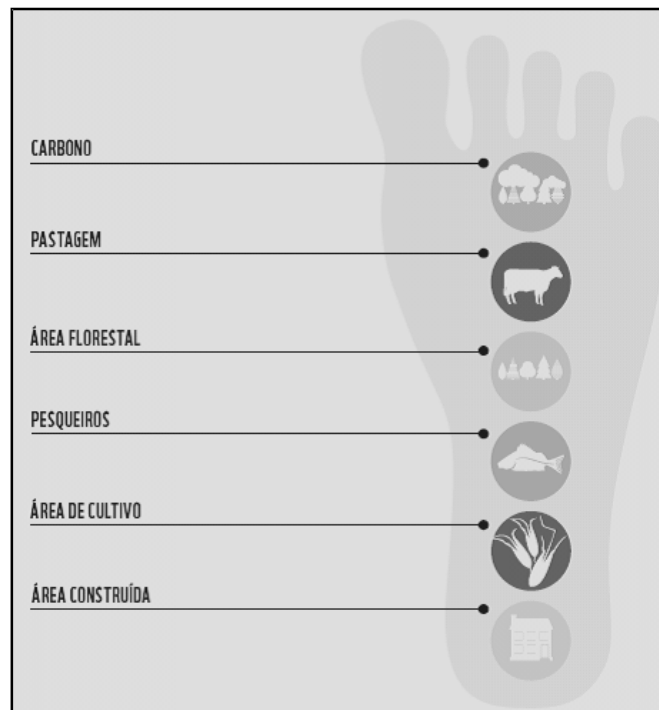 CARBONO
PASTAGEM
ÁREA FLORESTAL
PESQUEIROS
ÁREA DE CULTIVO
ÁREA CONSTRUÍDA